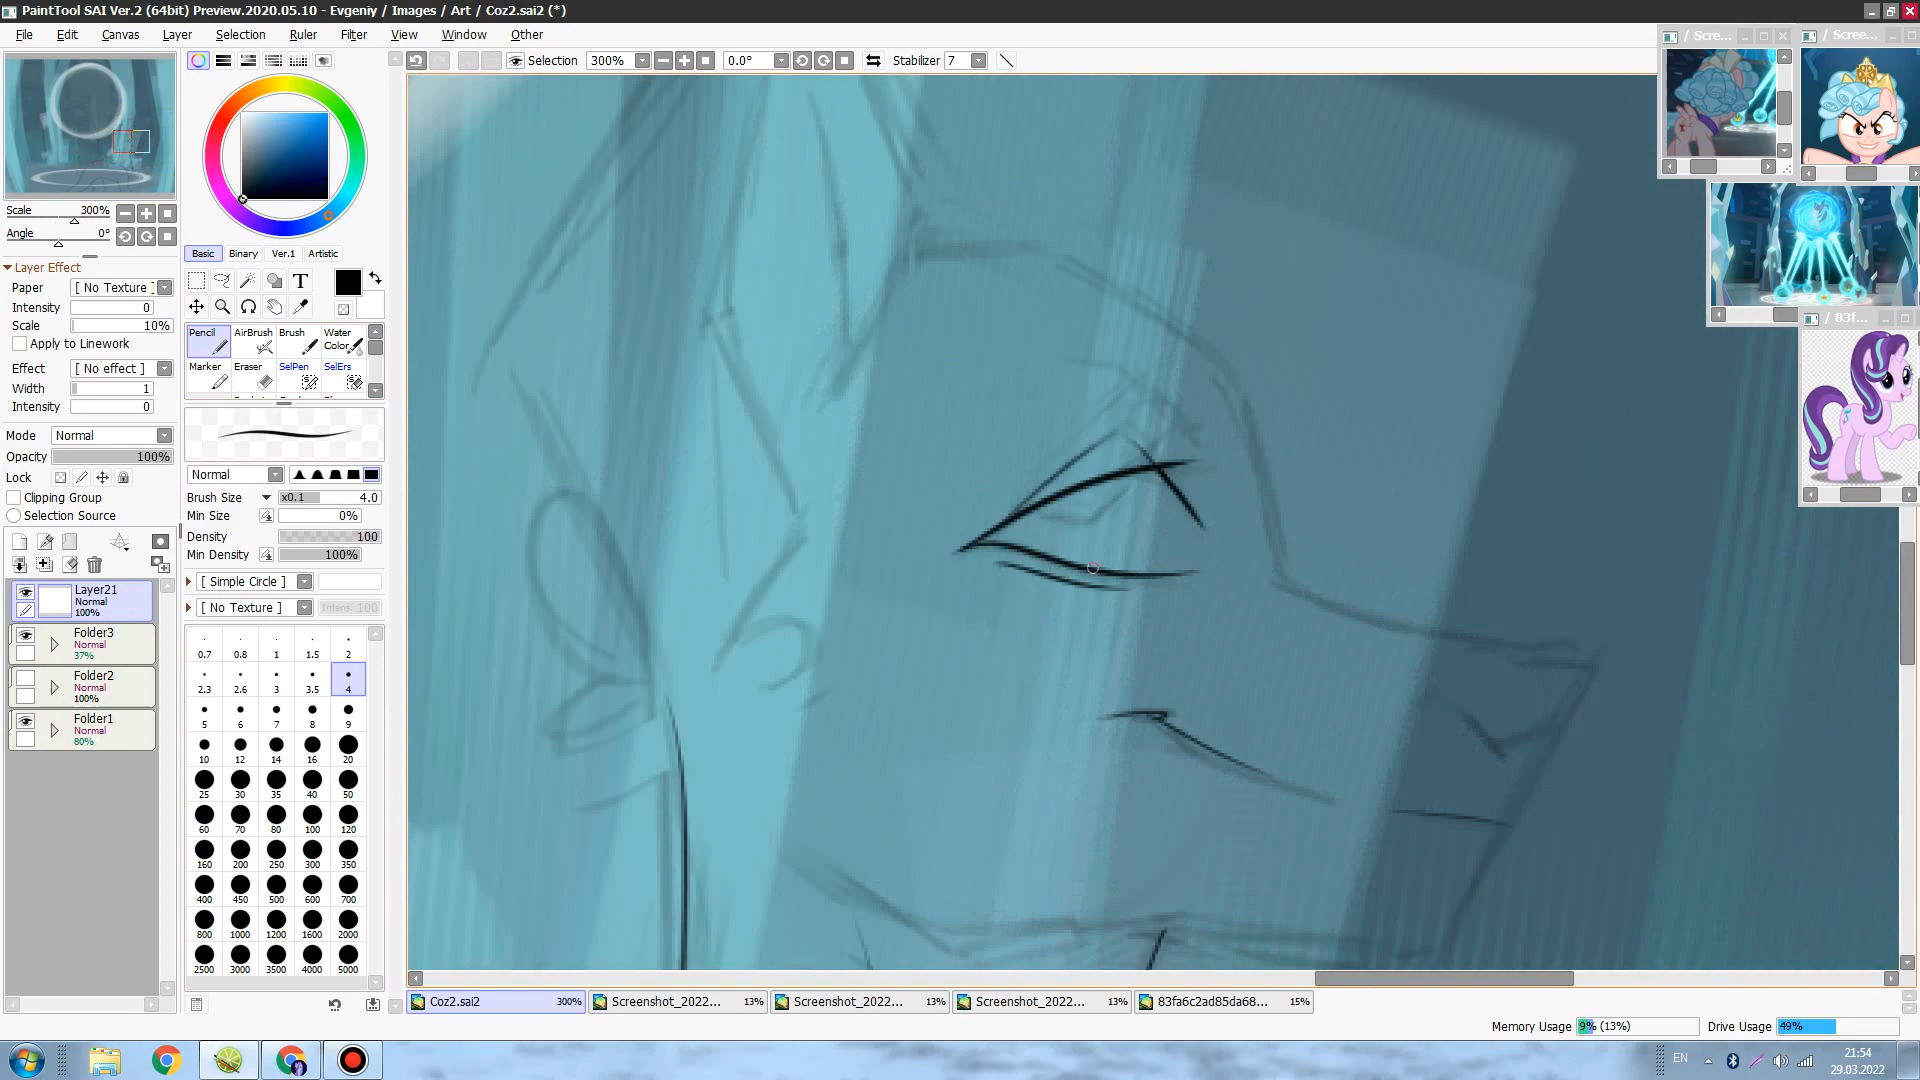 PaintTool SAI Ver.2 (64bit) Preview.2020.05.10 - Evgeniy / Images / Art / Coz2.sai2 (*)
File Edit Canvas Layer Selection Ruler Filter View Window Other
Selection 300% 0.0° Stabilizer 7
/ Scre...
/ Scree...
/ 83f...
Scale 300%
Angle 0°
Layer Effect
Paper [ No Texture ]
Intensity 0
Scale 10%
Apply to Linework
Effect [ No effect ]
Width 1
Intensity 0
Mode Normal
Opacity 100%
Lock
Clipping Group
Selection Source
Layer21
Normal
100%
Folder3
Normal
37%
Folder2
Normal
100%
Folder1
Normal
80%
Basic Binary Ver.1 Artistic
T
Pencil AirBrush Brush Water Color
Marker Eraser SelPen SelErs
Normal
Brush Size x0.1 4.0
Min Size 0%
Density 100
Min Density 100%
[ Simple Circle ]
[ No Texture ] Intens. 100
0.7 0.8 1 1.5 2
2.3 2.6 3 3.5 4
5 6 7 8 9
10 12 14 16 20
25 30 35 40 50
60 70 80 100 120
160 200 250 300 350
400 450 500 600 700
800 1000 1200 1600 2000
2500 3000 3500 4000 5000
Coz2.sai2 300%
Screenshot_2022... 13%
Screenshot_2022... 13%
Screenshot_2022... 13%
83fa6c2ad85da68... 15%
Memory Usage 9% (13%) Drive Usage 49%
EN
21:54
29.03.2022